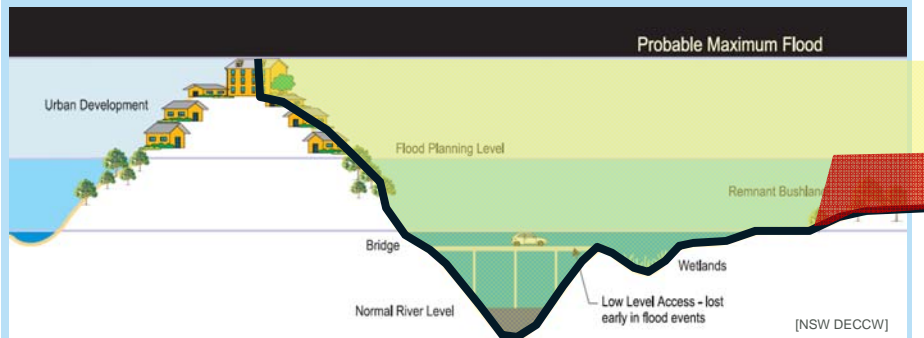 Probable Maximum Flood
Urban Development
Flood Planning Level
Remnant Bushland
Bridge
Wetlands
Normal River Level
Low Level Access - lost
early in flood events
[NSW DECCW]